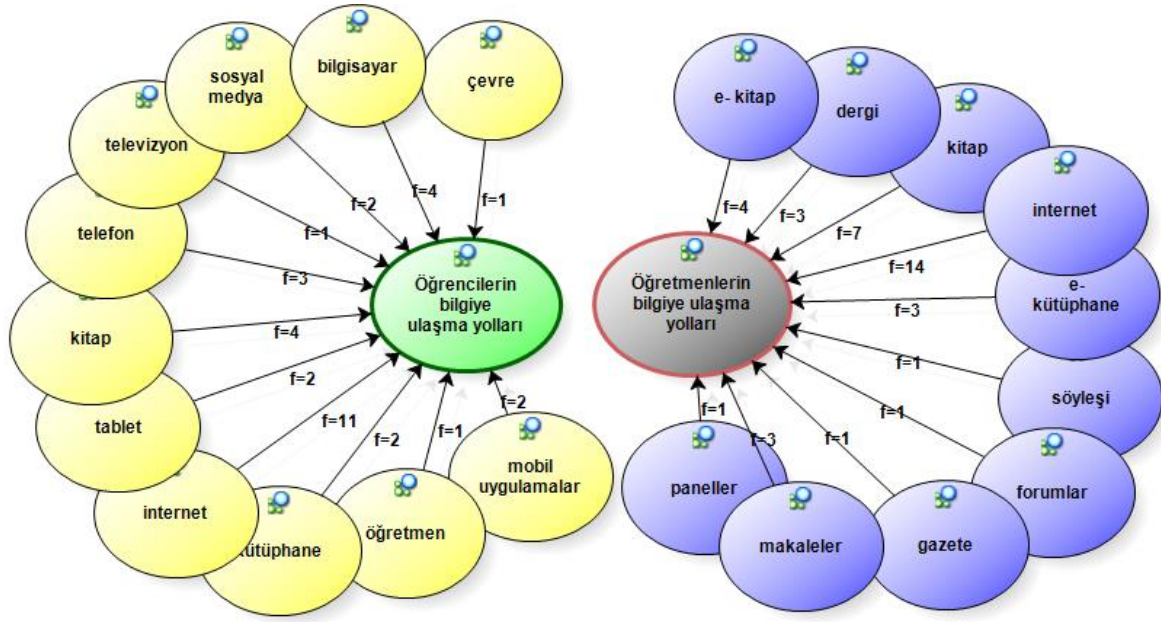 çevre
f=1
bilgisayar
f=4
sosyal
medya
f=2
televizyon
f=1
telefon
f=3
kitap
f=4
tablet
f=2
internet
f=11
kütüphane
f=2
öğretmen
f=1
mobil
uygulamalar
f=2
Öğrencilerin
bilgiye
ulaşma yolları
e- kitap
f=4
dergi
f=3
kitap
f=7
internet
f=14
e-
kütüphane
f=3
söyleşi
f=1
forumlar
f=1
gazete
f=1
makaleler
f=3
paneller
f=1
Öğretmenlerin
bilgiye ulaşma
yolları